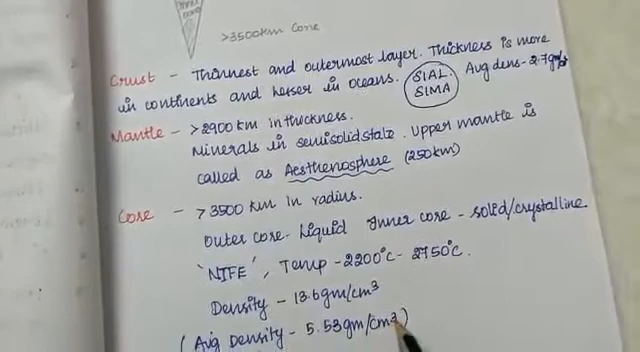 >3500km Core
Crust - Thinnest and outermost layer. Thickness is more
in continents and lesser in oceans. SIAL SIMA Avg dens- 2.7gm/
Mantle - >2900 km in thickness.
Minerals in semisolid state. Upper mantle is
called as Aesthenosphere (250km)
Core - >3500 km in radius.
Outer core- Liquid Inner core - solid/crystalline
'NIFE', Temp - 2200°C - 2750°C.
Density - 13.6gm/cm³
(Avg Density - 5.53gm/cm³)